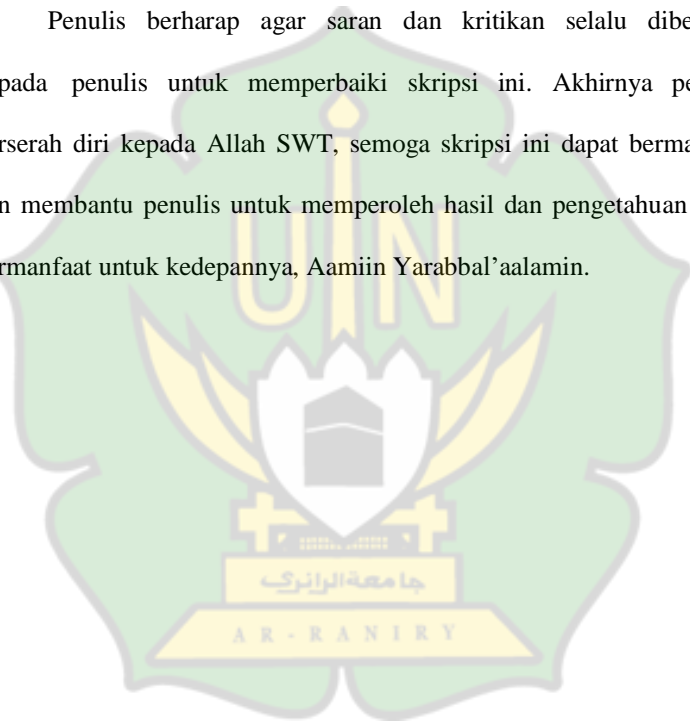 Penulis berharap agar saran dan kritikan selalu dibe
pada penulis untuk memperbaiki skripsi ini. Akhirnya pe
rserah diri kepada Allah SWT, semoga skripsi ini dapat berma
n membantu penulis untuk memperoleh hasil dan pengetahuan
rmanfaat untuk kedepannya, Aamiin Yarabbal’aalamin.
UIN
جامعة الرانري
AR-RANIRY